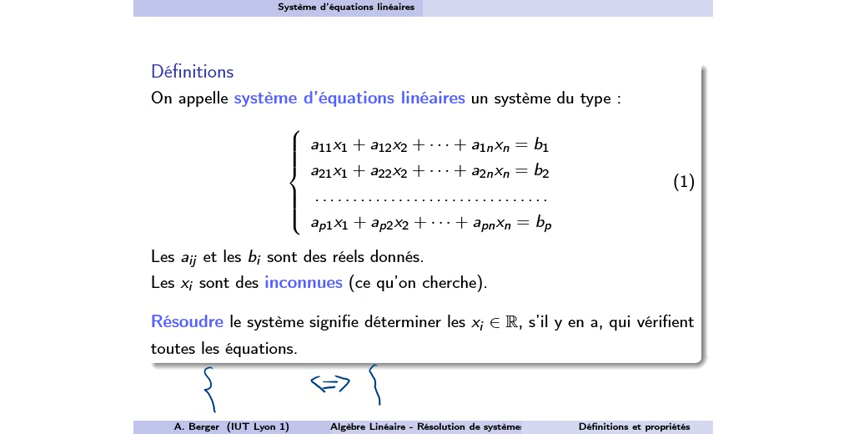 Système d'équations linéaires
Définitions
On appelle système d'équations linéaires un système du type :
a11x1 + a12x2 + · · · + a1nxn = b1
a21x1 + a22x2 + · · · + a2nxn = b2
. . . . . . . . . . . . . . . . . . . . . . . . . . . . . . .
(1)
ap1x1 + ap2x2 + · · · + apnxn = bp
Les aij et les bi sont des réels donnés.
Les xi sont des inconnues (ce qu'on cherche).
Résoudre le système signifie déterminer les xi ∈ ℝ, s'il y en a, qui vérifient
toutes les équations.
{ <=> {
A. Berger (IUT Lyon 1) Algèbre Linéaire - Résolution de systèmes Définitions et propriétés